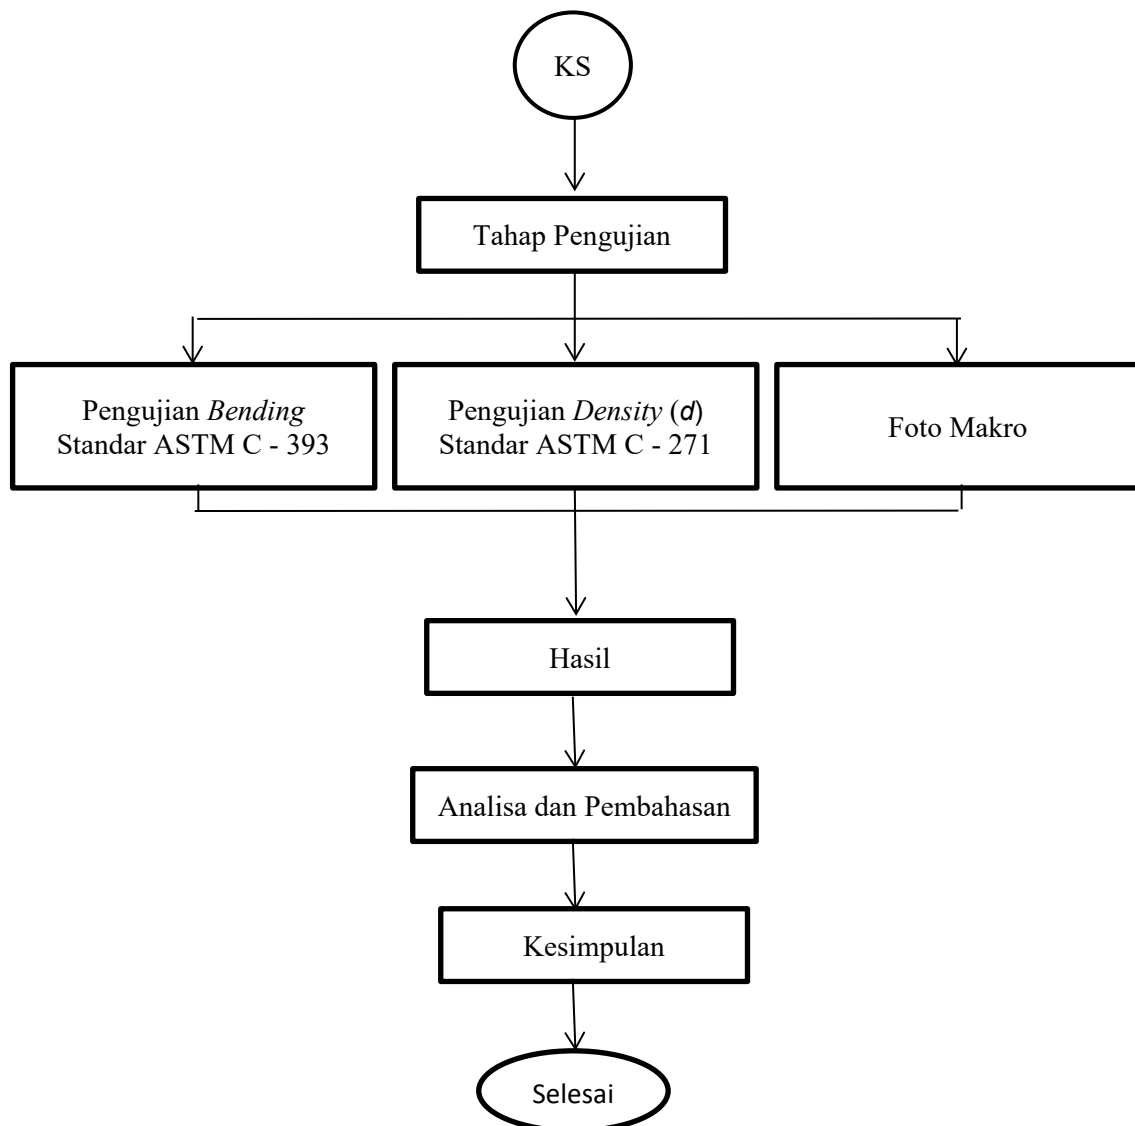 KS
Tahap Pengujian
Pengujian Bending
Standar ASTM C - 393
Pengujian Density (d)
Standar ASTM C - 271
Foto Makro
Hasil
Analisa dan Pembahasan
Kesimpulan
Selesai